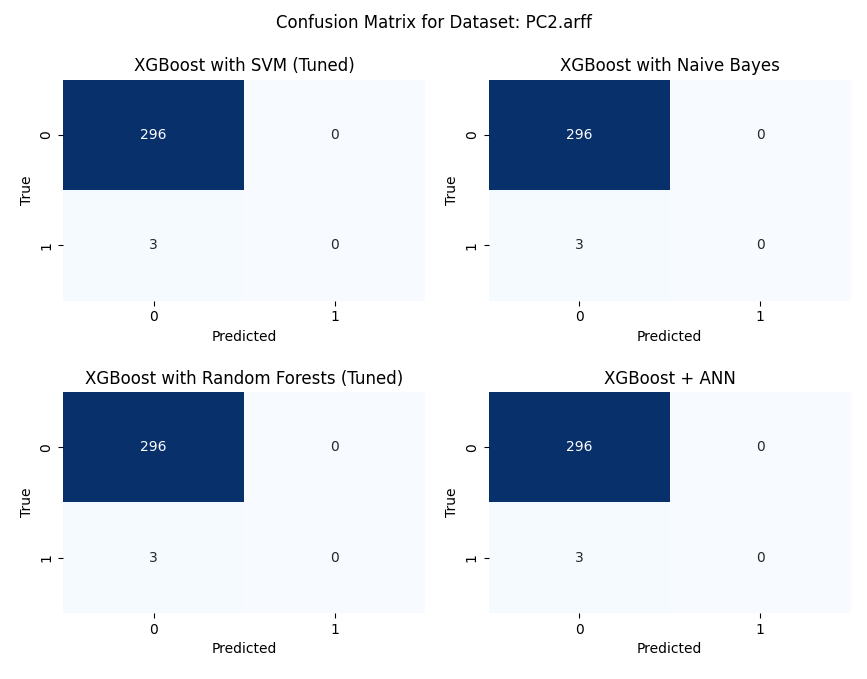 Confusion Matrix for Dataset: PC2.arff
XGBoost with SVM (Tuned)
True
0
296
0
1
3
0
0
1
Predicted
XGBoost with Naive Bayes
True
0
296
0
1
3
0
0
1
Predicted
XGBoost with Random Forests (Tuned)
True
0
296
0
1
3
0
0
1
Predicted
XGBoost + ANN
True
0
296
0
1
3
0
0
1
Predicted